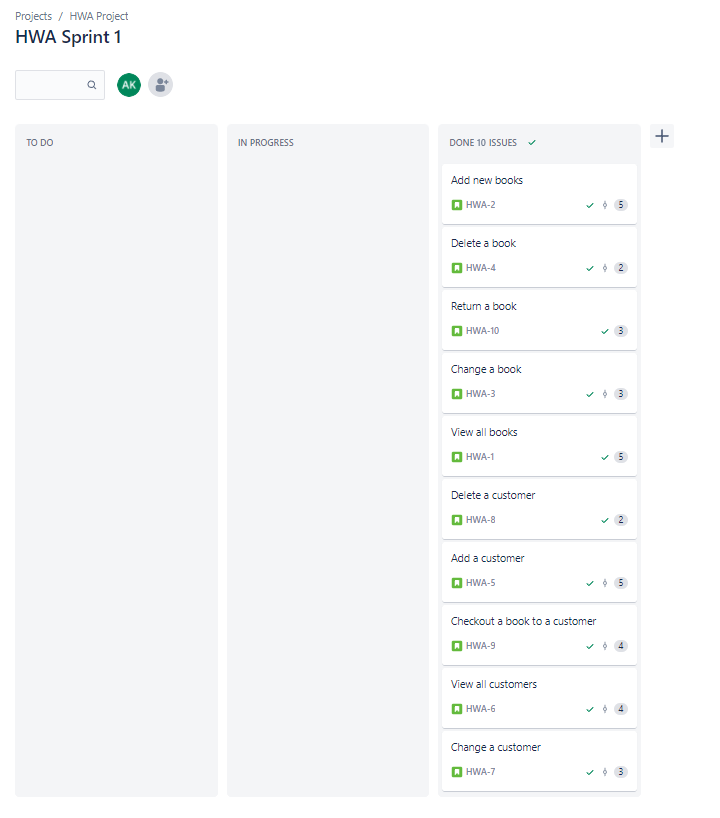 Projects / HWA Project
HWA Sprint 1
AK
TO DO
IN PROGRESS
DONE 10 ISSUES
Add new books
HWA-2 5
Delete a book
HWA-4 2
Return a book
HWA-10 3
Change a book
HWA-3 3
View all books
HWA-1 5
Delete a customer
HWA-8 2
Add a customer
HWA-5 5
Checkout a book to a customer
HWA-9 4
View all customers
HWA-6 4
Change a customer
HWA-7 3